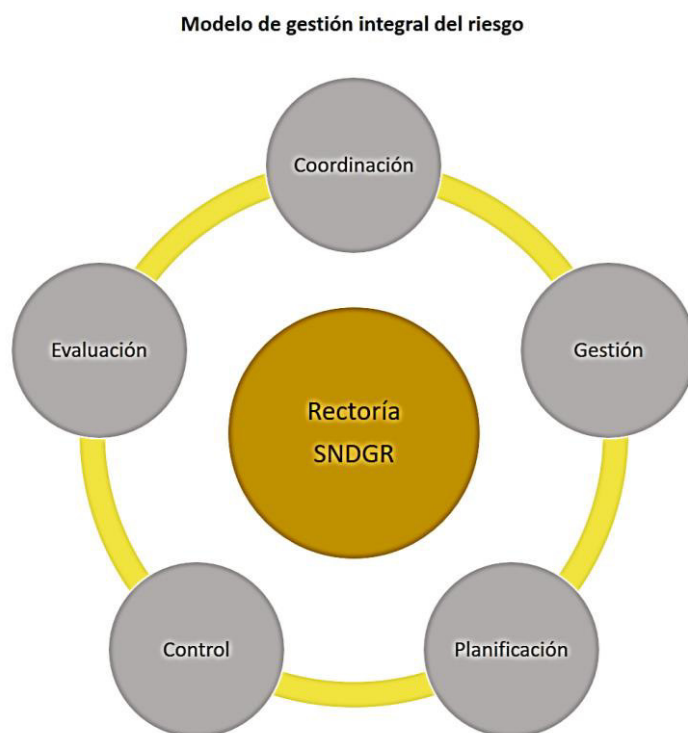 Modelo de gestión integral del riesgo
Coordinación
Evaluación
Gestión
Rectoría
SNDGR
Control
Planificación